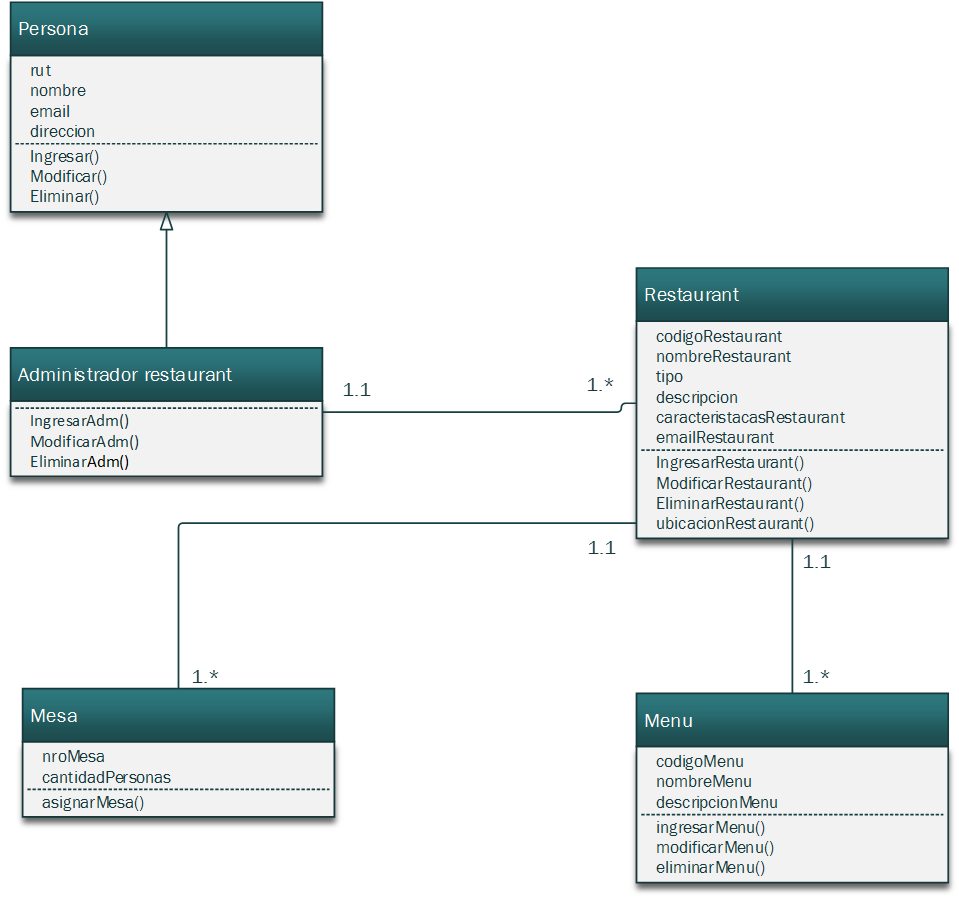 Persona
rut
nombre
email
direccion
Ingresar()
Modificar()
Eliminar()
Restaurant
codigoRestaurant
nombreRestaurant
tipo
descripcion
caracteristacasRestaurant
emailRestaurant
IngresarRestaurant()
ModificarRestaurant()
EliminarRestaurant()
ubicacionRestaurant()
Administrador restaurant
IngresarAdm()
ModificarAdm()
EliminarAdm()
1.1
1.*
1.1
1.1
1.*
1.*
Mesa
nroMesa
cantidadPersonas
asignarMesa()
Menu
codigoMenu
nombreMenu
descripcionMenu
ingresarMenu()
modificarMenu()
eliminarMenu()